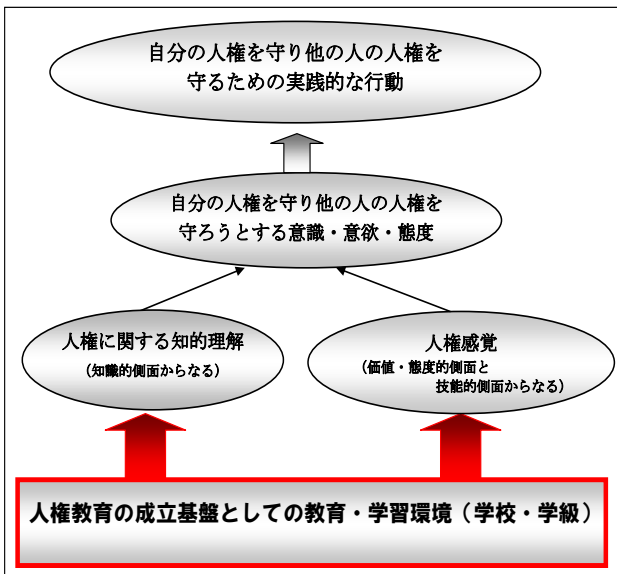 自分の人権を守り他の人の人権を
守るための実践的な行動
自分の人権を守り他の人の人権を
守ろうとする意識・意欲・態度
人権に関する知的理解
（知識的側面からなる）
人権感覚
（価値・態度的側面と
技能的側面からなる）
人権教育の成立基盤としての教育・学習環境（学校・学級）